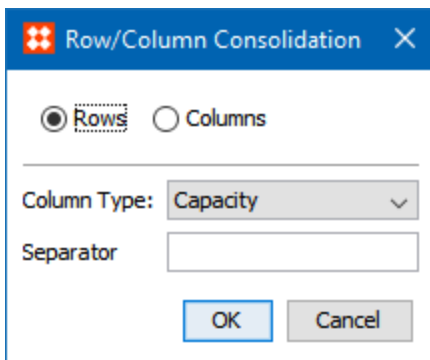 Row/Column Consolidation
Rows Columns
Column Type: Capacity
Separator
OK Cancel